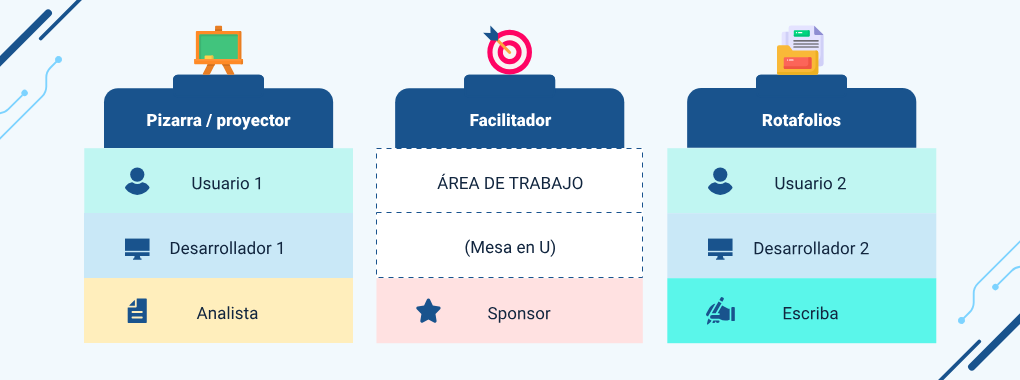 Pizarra / proyector
Facilitador
Rotafolios
Usuario 1
ÁREA DE TRABAJO
Usuario 2
Desarrollador 1
(Mesa en U)
Desarrollador 2
Analista
Sponsor
Escriba